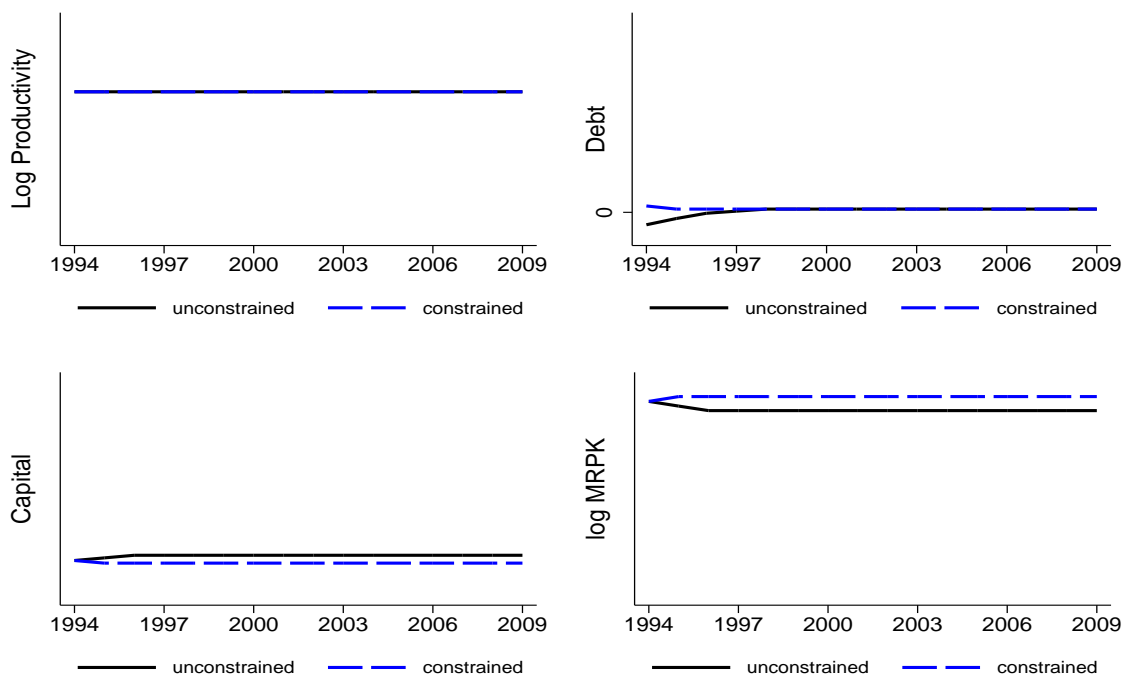 Log Productivity
1994 1997 2000 2003 2006 2009
unconstrained constrained
Debt
0
1994 1997 2000 2003 2006 2009
unconstrained constrained
Capital
1994 1997 2000 2003 2006 2009
unconstrained constrained
log MRPK
1994 1997 2000 2003 2006 2009
unconstrained constrained